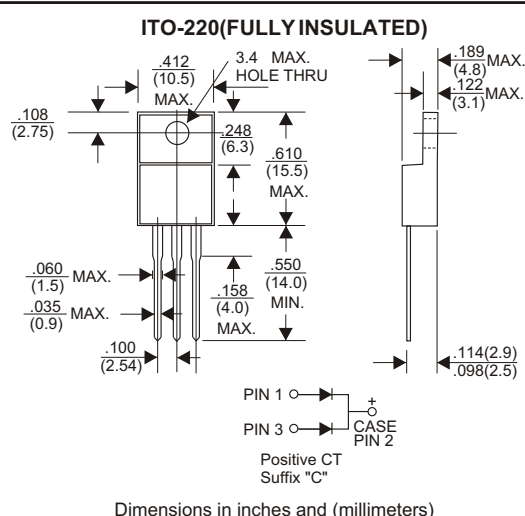 ITO-220(FULLY INSULATED)
.412
(10.5)
MAX.
3.4 MAX.
HOLE THRU
.189
(4.8) MAX.
.122
(3.1) MAX.
.108
(2.75)
.248
(6.3)
.610
(15.5)
MAX.
.060
(1.5) MAX.
.035
(0.9) MAX.
.158
(4.0)
MAX.
.550
(14.0)
MIN.
.100
(2.54)
.114(2.9)
.098(2.5)
PIN 1
+
PIN 3
CASE
PIN 2
Positive CT
Suffix "C"
Dimensions in inches and (millimeters)